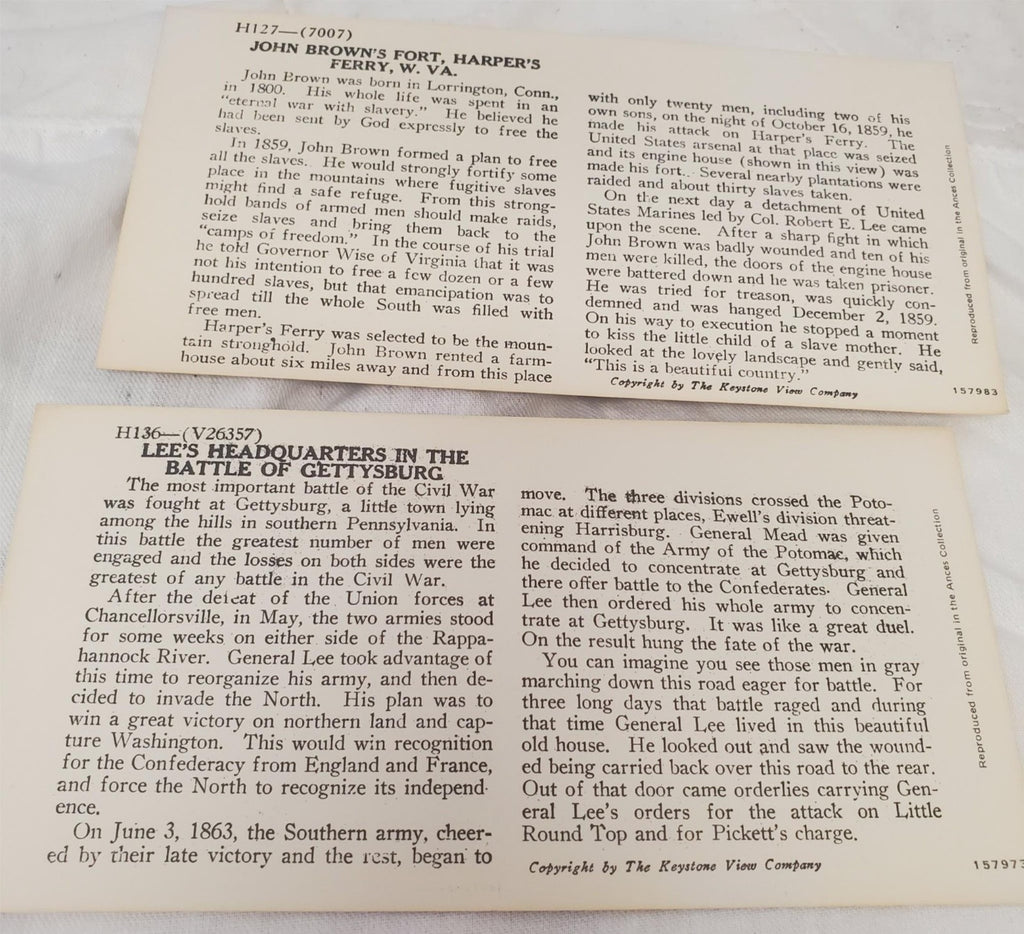 H127—(7007)
JOHN BROWN'S FORT, HARPER'S
FERRY, W. VA.
John Brown was born in Lorrington, Conn.,
in 1800. His whole life was spent in an
"eternal war with slavery." He believed he
had been sent by God expressly to free the
slaves.
In 1859, John Brown formed a plan to free
all the slaves. He would strongly fortify some
place in the mountains where fugitive slaves
might find a safe refuge. From this strong-
hold bands of armed men should make raids,
seize slaves and bring them back to the
"camps of freedom." In the course of his trial
he told Governor Wise of Virginia that it was
not his intention to free a few dozen or a few
hundred slaves, but that emancipation was to
spread till the whole South was filled with
free men.
Harper's Ferry was selected to be the moun-
tain stronghold. John Brown rented a farm-
house about six miles away and from this place
with only twenty men, including two of his
own sons, on the night of October 16, 1859, he
made his attack on Harper's Ferry. The
United States arsenal at that place was seized
and its engine house (shown in this view) was
made his fort. Several nearby plantations were
raided and about thirty slaves taken.
On the next day a detachment of United
States Marines led by Col. Robert E. Lee came
upon the scene. After a sharp fight in which
John Brown was badly wounded and ten of his
men were killed, the doors of the engine house
were battered down and he was taken prisoner.
He was tried for treason, was quickly con-
demned and was hanged December 2, 1859.
On his way to execution he stopped a moment
to kiss the little child of a slave mother. He
looked at the lovely landscape and gently said,
"This is a beautiful country."
Copyright by The Keystone View Company
157983
Reproduced from original in the Ances Collection
H136—(V26357)
LEE'S HEADQUARTERS IN THE
BATTLE OF GETTYSBURG
The most important battle of the Civil War
was fought at Gettysburg, a little town lying
among the hills in southern Pennsylvania. In
this battle the greatest number of men were
engaged and the losses on both sides were the
greatest of any battle in the Civil War.
After the defeat of the Union forces at
Chancellorsville, in May, the two armies stood
for some weeks on either side of the Rappa-
hannock River. General Lee took advantage of
this time to reorganize his army, and then de-
cided to invade the North. His plan was to
win a great victory on northern land and cap-
ture Washington. This would win recognition
for the Confederacy from England and France,
and force the North to recognize its independ-
ence.
On June 3, 1863, the Southern army, cheer-
ed by their late victory and the rest, began to
move. The three divisions crossed the Poto-
mac at different places, Ewell's division threat-
ening Harrisburg. General Mead was given
command of the Army of the Potomac, which
he decided to concentrate at Gettysburg and
there offer battle to the Confederates. General
Lee then ordered his whole army to concen-
trate at Gettysburg. It was like a great duel.
On the result hung the fate of the war.
You can imagine you see those men in gray
marching down this road eager for battle. For
three long days that battle raged and during
that time General Lee lived in this beautiful
old house. He looked out and saw the wound-
ed being carried back over this road to the rear.
Out of that door came orderlies carrying Gen-
eral Lee's orders for the attack on Little
Round Top and for Pickett's charge.
Copyright by The Keystone View Company
157973
Reproduced from original in the Ances Collection